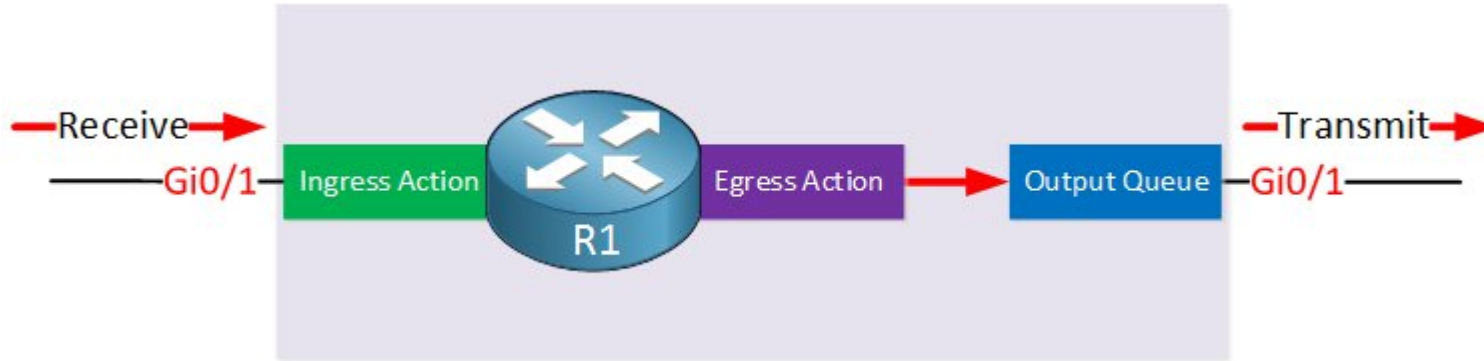 Receive
Gi0/1
Ingress Action
R1
Egress Action
Output Queue
Transmit
Gi0/1